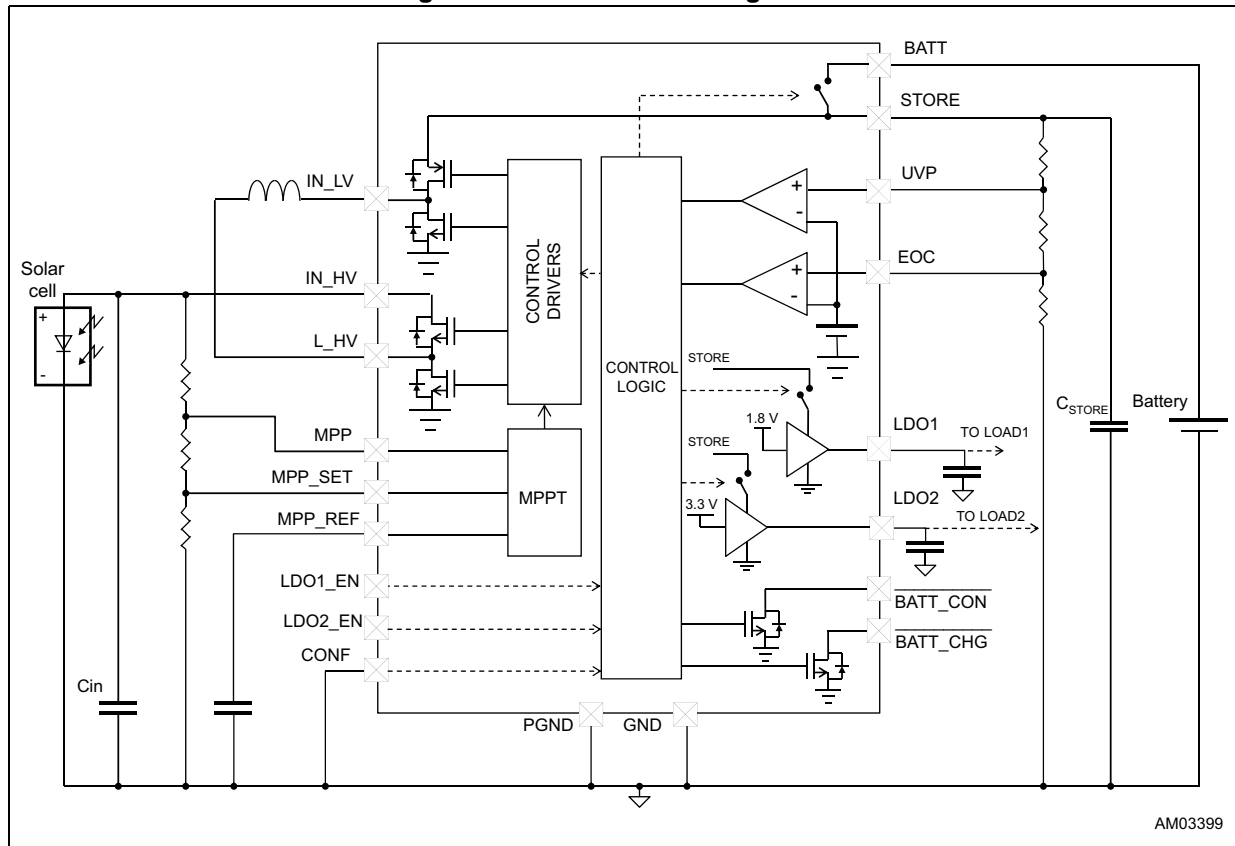 BATT
STORE
IN_LV
UVP
+
-
CONTROL
DRIVERS
Solar
cell
IN_HV
EOC
+
-
+
-
L_HV
CONTROL
LOGIC
STORE
C STORE
Battery
MPP
1.8 V
LDO1
TO LOAD1
MPP_SET
MPPT
STORE
LDO2
MPP_REF
3.3 V
TO LOAD2
LDO1_EN
BATT_CON
LDO2_EN
BATT_CHG
CONF
Cin
PGND
GND
AM03399